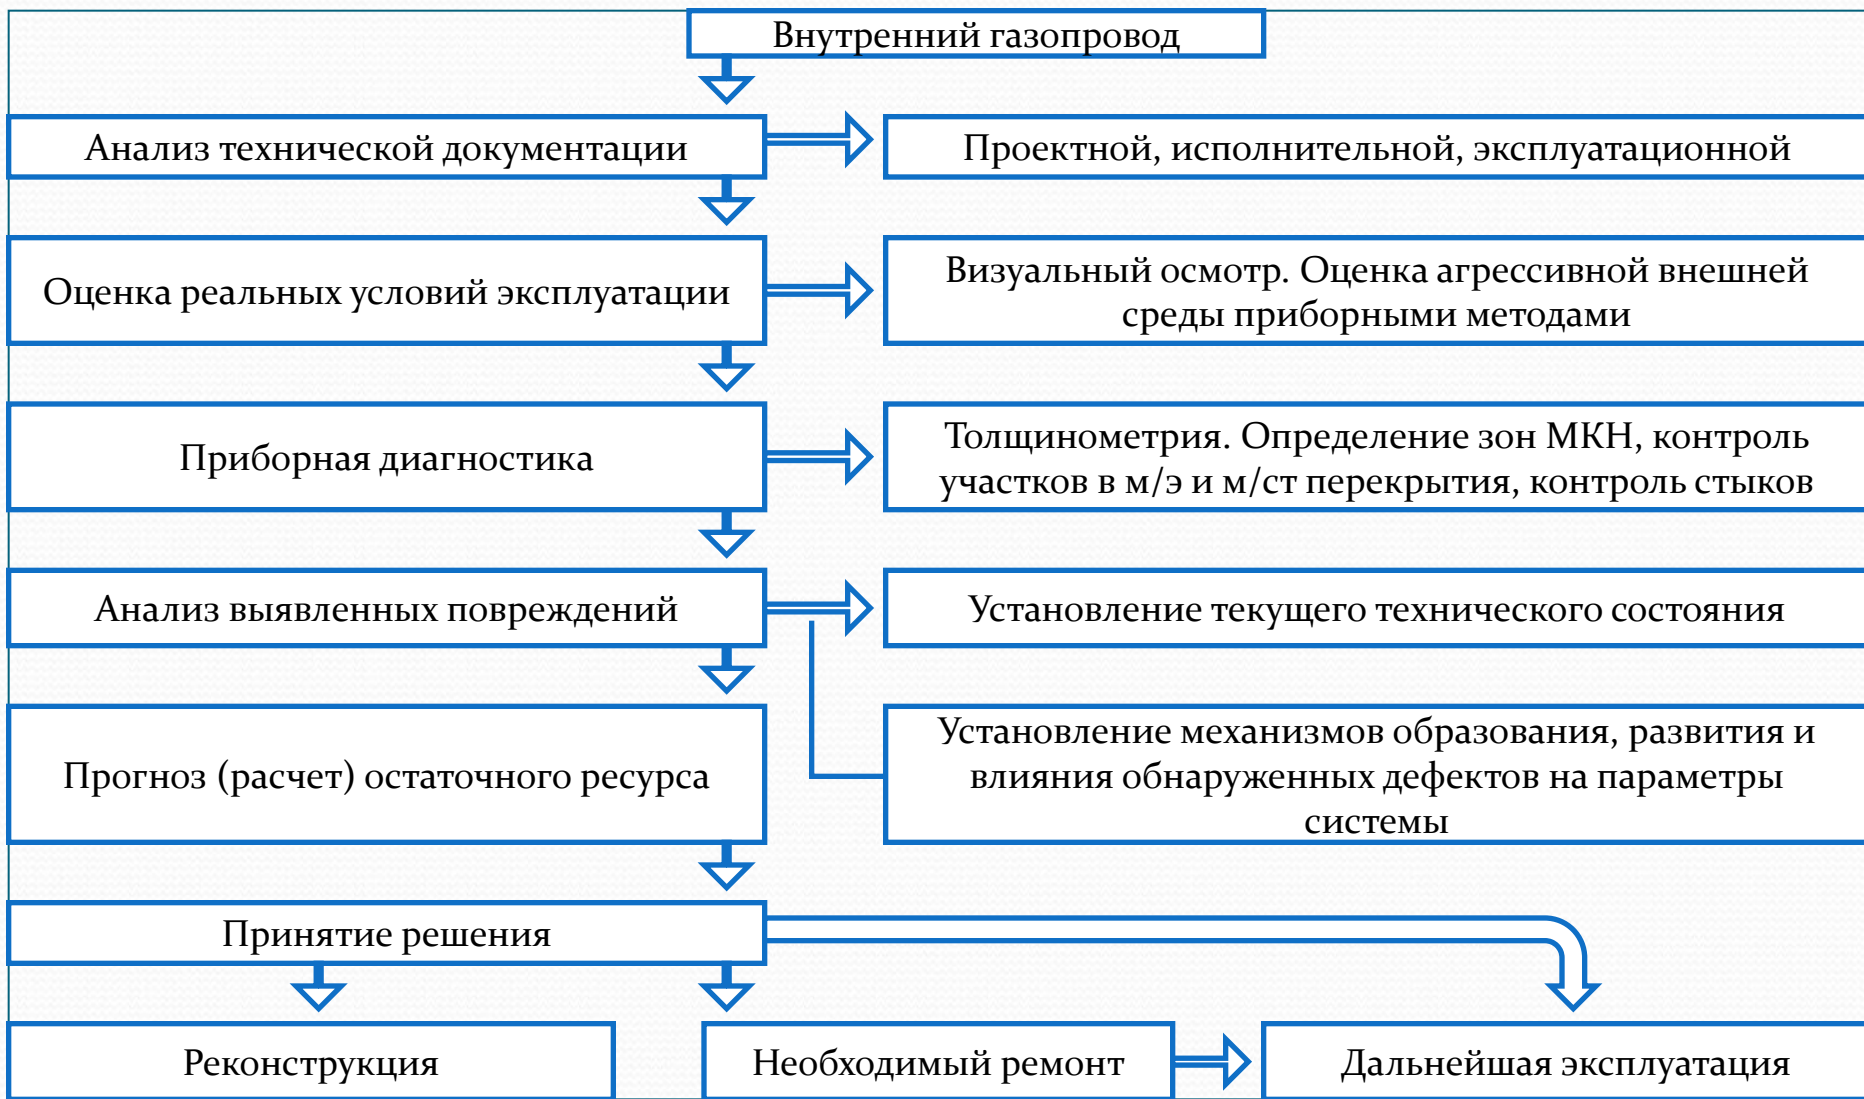 Внутренний газопровод
Анализ технической документации
Проектной, исполнительной, эксплуатационной
Оценка реальных условий эксплуатации
Визуальный осмотр. Оценка агрессивной внешней
среды приборными методами
Приборная диагностика
Толщинометрия. Определение зон МКН, контроль
участков в м/э и м/ст перекрытия, контроль стыков
Анализ выявленных повреждений
Установление текущего технического состояния
Прогноз (расчет) остаточного ресурса
Установление механизмов образования, развития и
влияния обнаруженных дефектов на параметры
системы
Принятие решения
Реконструкция
Необходимый ремонт
Дальнейшая эксплуатация